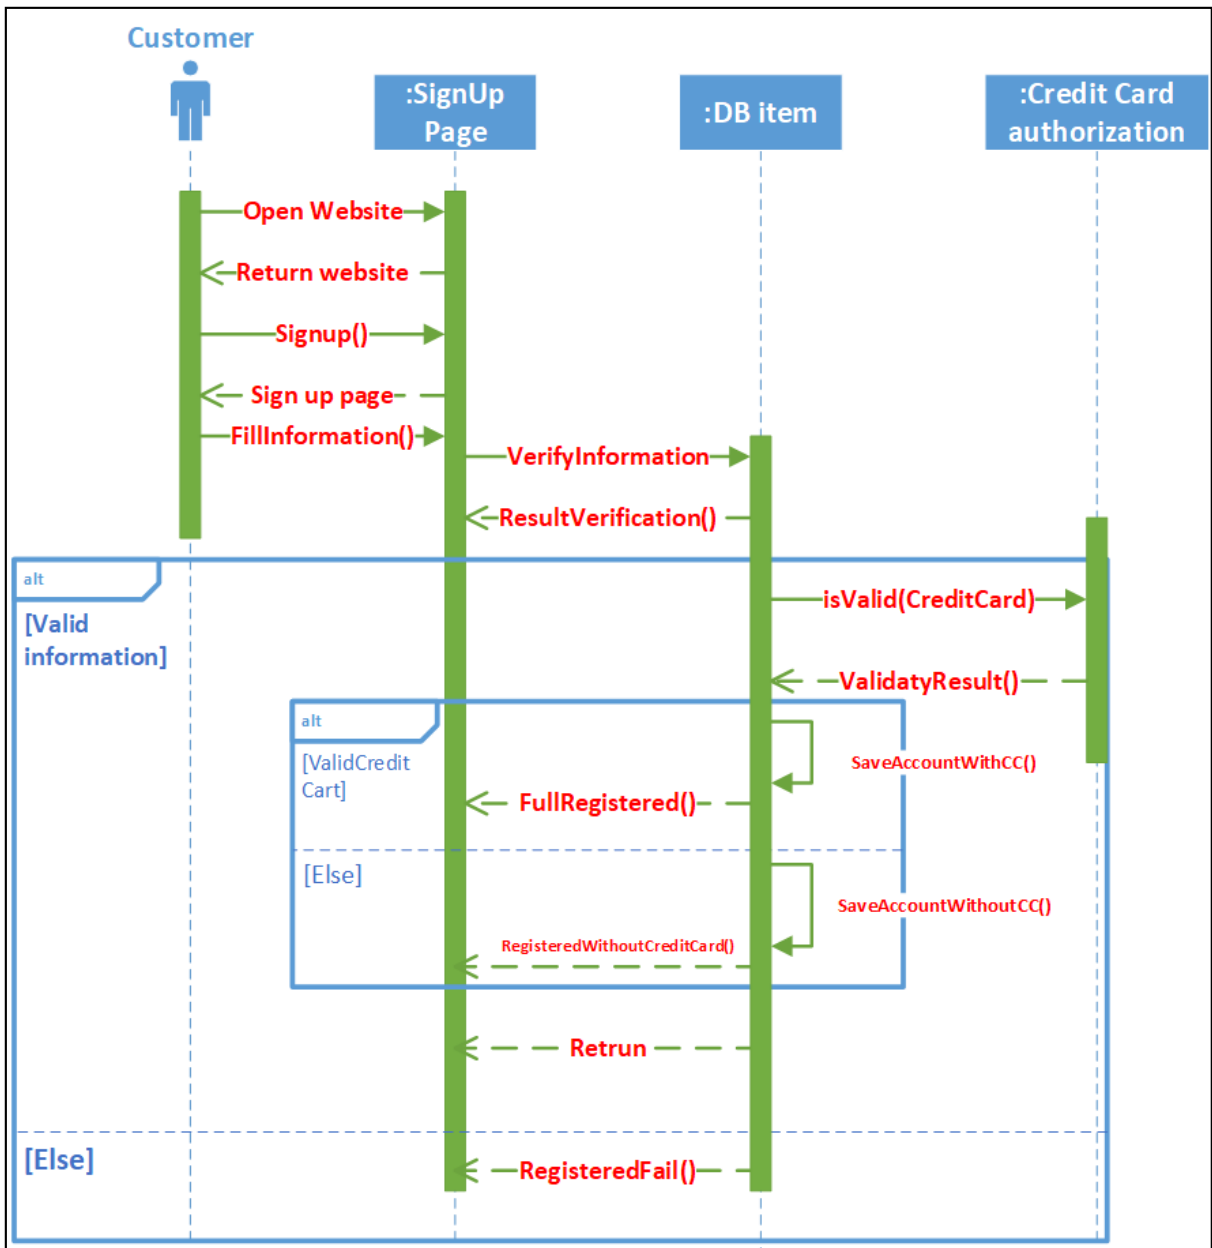 Customer
:SignUp
Page
:DB item
:Credit Card
authorization
Open Website
Return website
Signup()
Sign up page
FillInformation()
VerifyInformation
ResultVerification()
alt
[Valid
information]
isValid(CreditCard)
ValidatyResult()
alt
[ValidCredit
Cart]
SaveAccountWithCC()
FullRegistered()
[Else]
SaveAccountWithoutCC()
RegisteredWithoutCreditCard()
Retrun
[Else]
RegisteredFail()